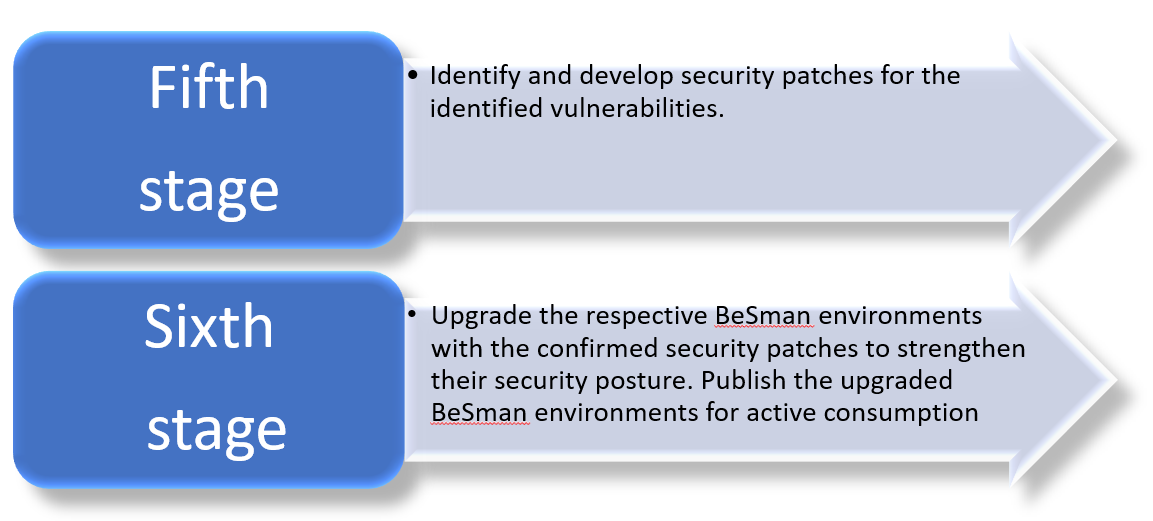 Fifth
stage
• Identify and develop security patches for the
identified vulnerabilities.
Sixth
stage
• Upgrade the respective BeSman environments
with the confirmed security patches to strengthen
their security posture. Publish the upgraded
BeSman environments for active consumption